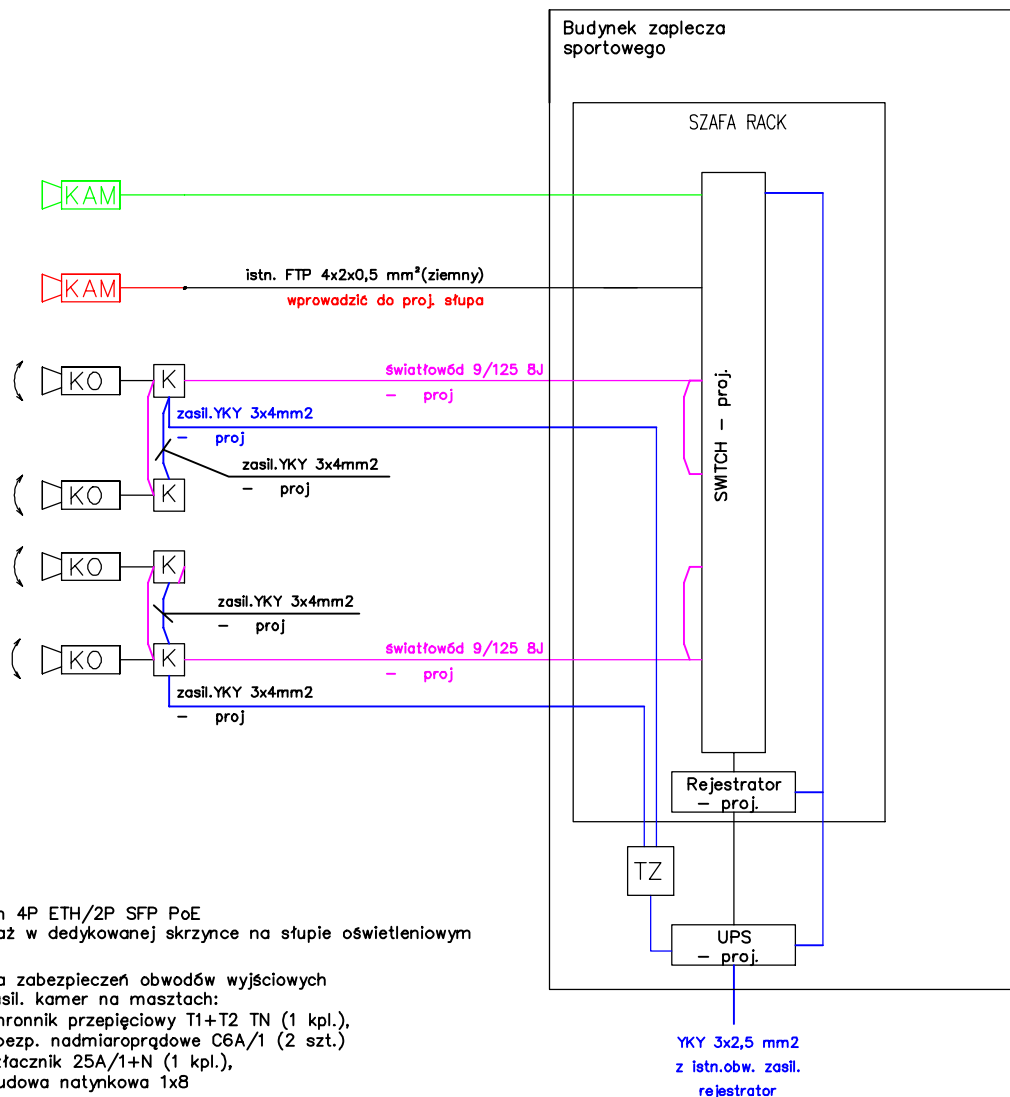 Budynek zaplecza
sportowego
SZAFA RACK
KAM
KAM
istn. FTP 4x2x0,5 mm²(ziemny)
wprowadzić do proj. słupa
KO
K
światłowód 9/125 8J
— proj
zasil.YKY 3x4mm2
— proj
zasil.YKY 3x4mm2
— proj
KO
K
SWITCH — proj.
KO
K
zasil.YKY 3x4mm2
— proj
KO
K
światłowód 9/125 8J
— proj
zasil.YKY 3x4mm2
— proj
Rejestrator
— proj.
TZ
UPS
— proj.
4P ETH/2P SFP PoE
w dedykowanej skrzynce na słupie oświetleniowym
zabezpieczeń obwodów wyjściowych
kamer na masztach:
przepięciowy T1+T2 TN (1 kpl.),
nadmiaroprądowe C6A/1 (2 szt.)
25A/1+N (1 kpl.),
natynkowa 1x8
YKY 3x2,5 mm2
z istn.obw. zasil.
rejestrator